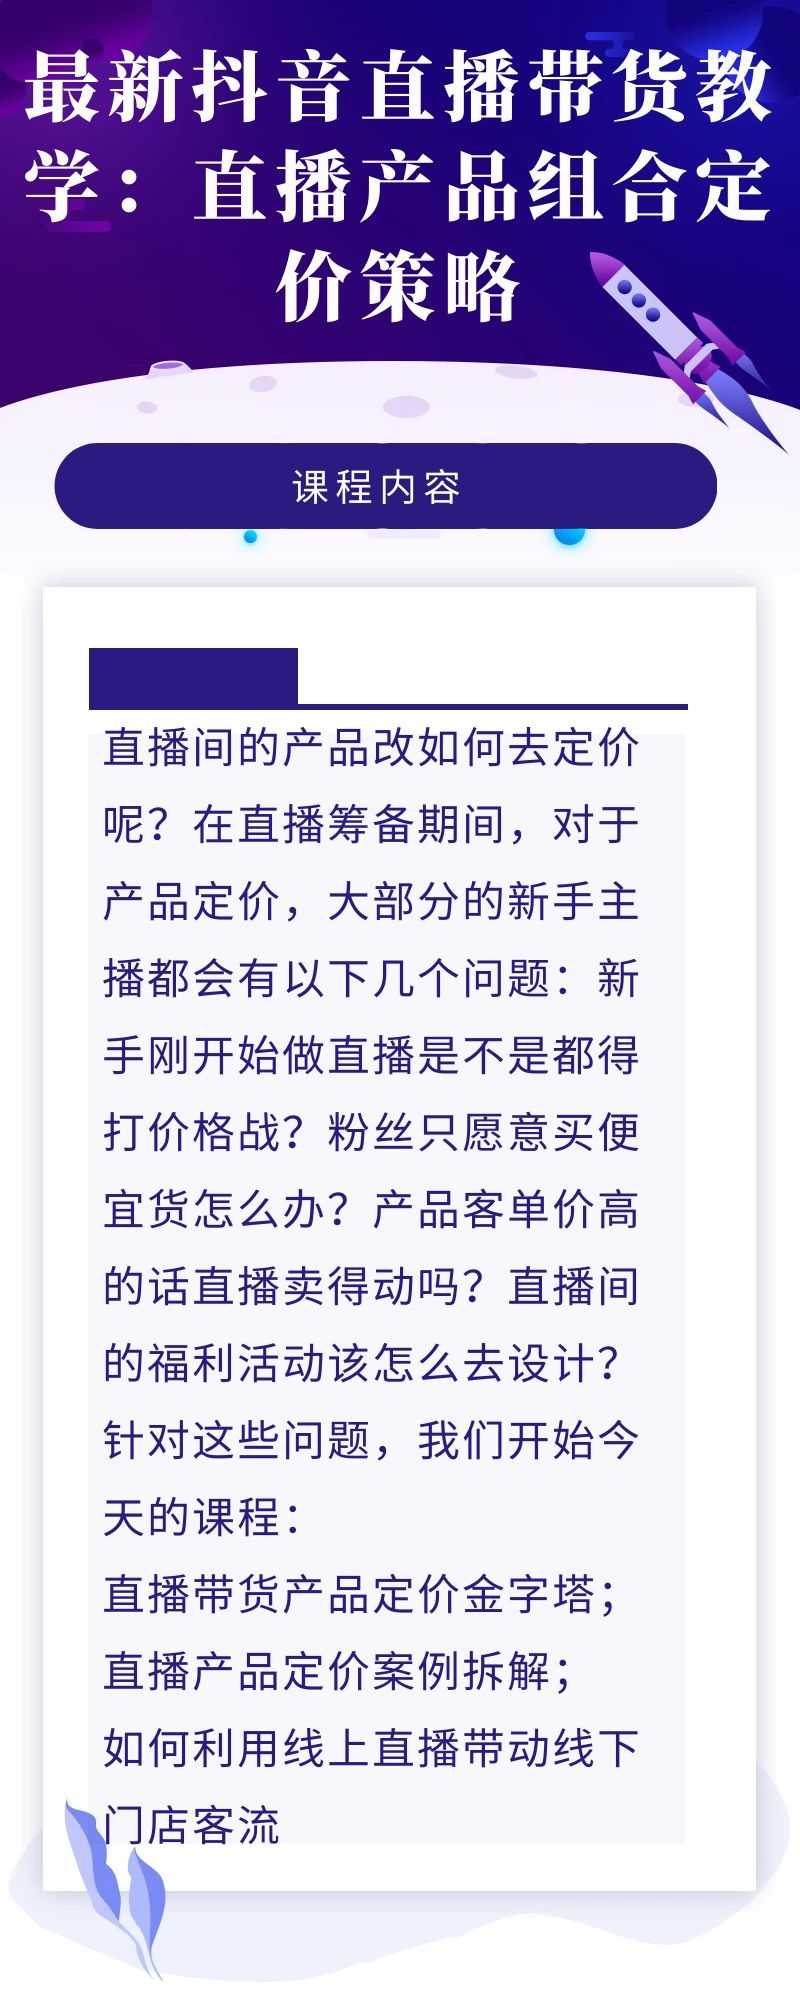 最新抖音直播带货教
学：直播产品组合定
价策略
课程内容
直播间的产品改如何去定价
呢？在直播筹备期间，对于
产品定价，大部分的新手主
播都会有以下几个问题：新
手刚开始做直播是不是都得
打价格战？粉丝只愿意买便
宜货怎么办？产品客单价高
的话直播卖得动吗？直播间
的福利活动该怎么去设计？
针对这些问题，我们开始今
天的课程：
直播带货产品定价金字塔；
直播产品定价案例拆解；
如何利用线上直播带动线下
门店客流